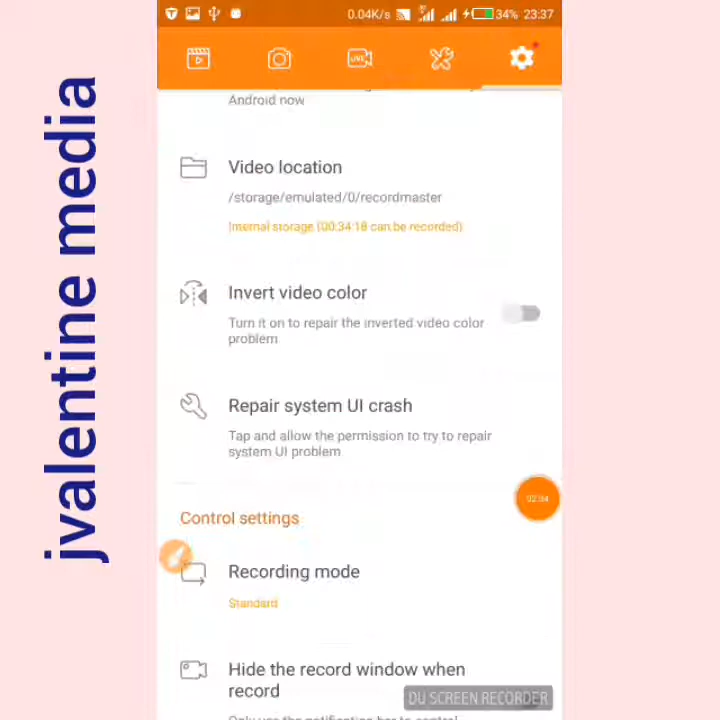 0.04K/s 34% 23:37
LIVE
Android now
Video location
/storage/emulated/0/recordmaster
Internal storage (00:34:18 can be recorded)
Invert video color
Turn it on to repair the inverted video color
problem
Repair system UI crash
Tap and allow the permission to try to repair
system UI problem
02:34
Control settings
Recording mode
Standard
Hide the record window when
record
DU SCREEN RECORDER
jvalentine media